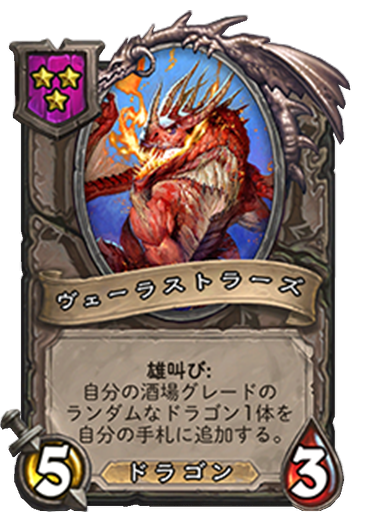 ヴェーラストラーズ
雄叫び:
自分の酒場グレードの
ランダムなドラゴン1体を
自分の手札に追加する。
5
ドラゴン
3